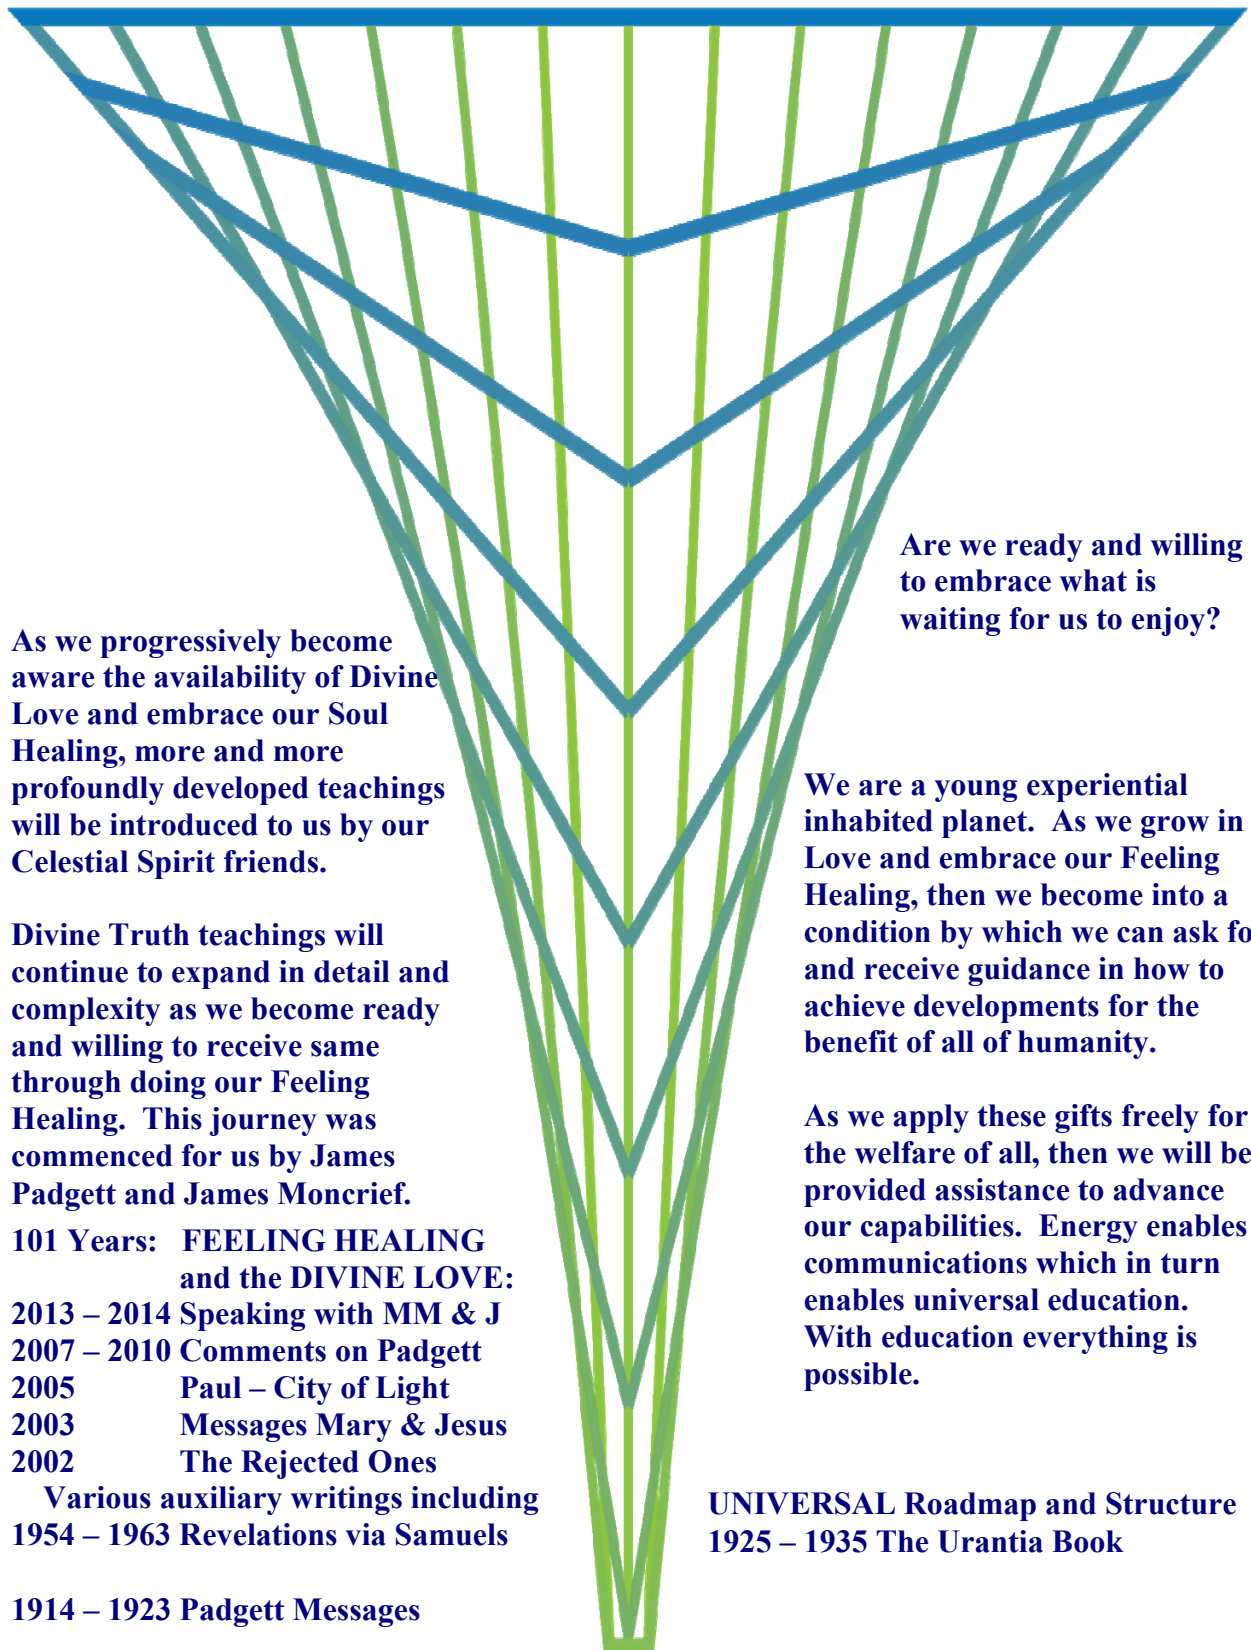 Are we ready and willing
to embrace what is
waiting for us to enjoy?
As we progressively become
aware the availability of Divine
Love and embrace our Soul
Healing, more and more
profoundly developed teachings
will be introduced to us by our
Celestial Spirit friends.
Divine Truth teachings will
continue to expand in detail and
complexity as we become ready
and willing to receive same
through doing our Feeling
Healing.  This journey was
commenced for us by James
Padgett and James Moncrief.
101 Years:   FEELING HEALING
and the DIVINE LOVE:
2013 – 2014 Speaking with MM & J
2007 – 2010 Comments on Padgett
2005 Paul – City of Light
2003 Messages Mary & Jesus
2002 The Rejected Ones
Various auxiliary writings including
1954 – 1963 Revelations via Samuels
1914 – 1923 Padgett Messages
We are a young experiential
inhabited planet.  As we grow in
Love and embrace our Feeling
Healing, then we become into a
condition by which we can ask fo
and receive guidance in how to
achieve developments for the
benefit of all of humanity.
As we apply these gifts freely for
the welfare of all, then we will be
provided assistance to advance
our capabilities.  Energy enables
communications which in turn
enables universal education.
With education everything is
possible.
UNIVERSAL Roadmap and Structure
1925 – 1935 The Urantia Book